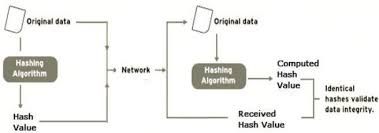 Original data
Hashing
Algorithm
Hash
Value
Network
Original data
Hashing
Algorithm
Computed
Hash
Value
Received
Hash Value
Identical
hashes validate
data integrity.